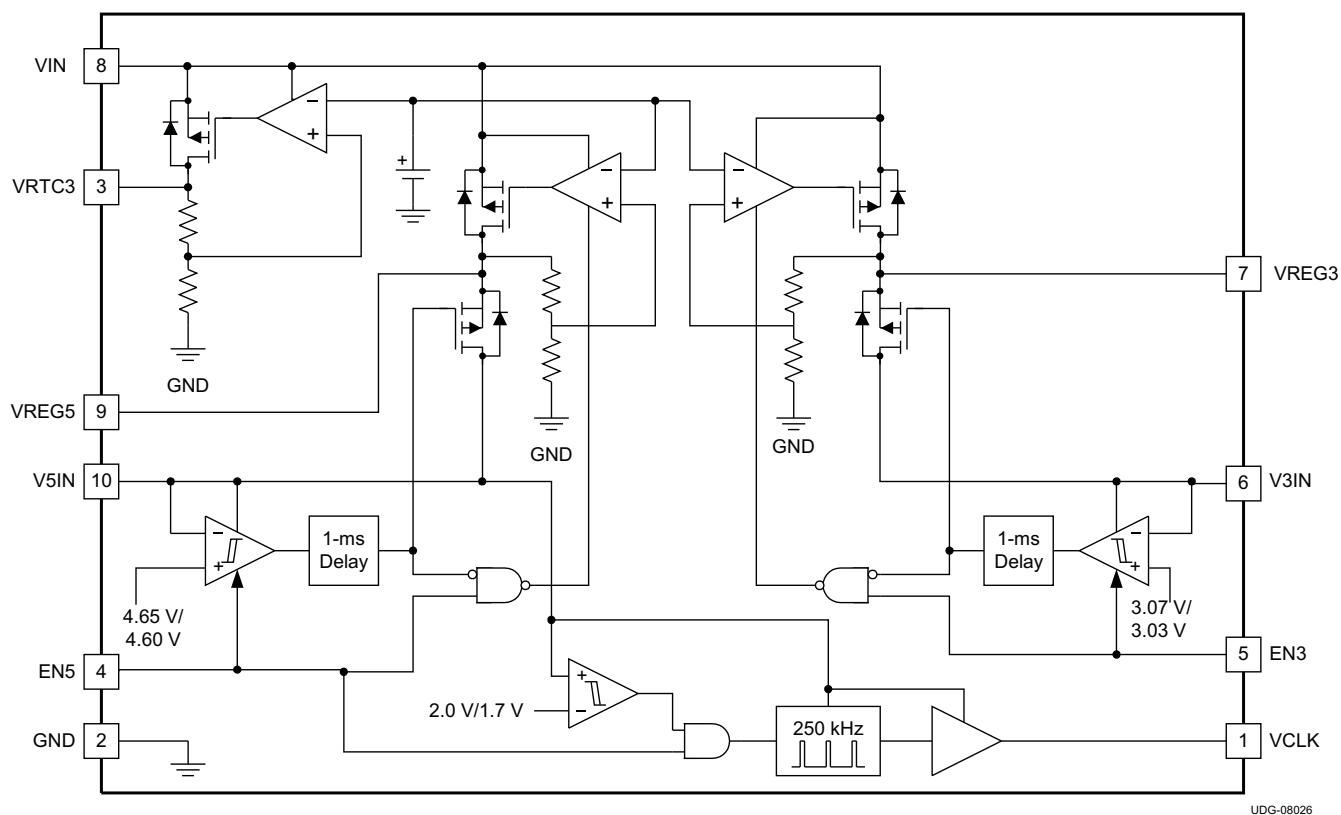 VIN 8
VRTC3 3
VREG5 9
V5IN 10
EN5 4
GND 2
7 VREG3
6 V3IN
5 EN3
1 VCLK
−
+
+
−
+
−
+
GND
GND
GND
−
+
4.65 V/
4.60 V
1-ms
Delay
1-ms
Delay
−
+
3.07 V/
3.03 V
2.0 V/1.7 V
+
−
250 kHz
UDG-08026